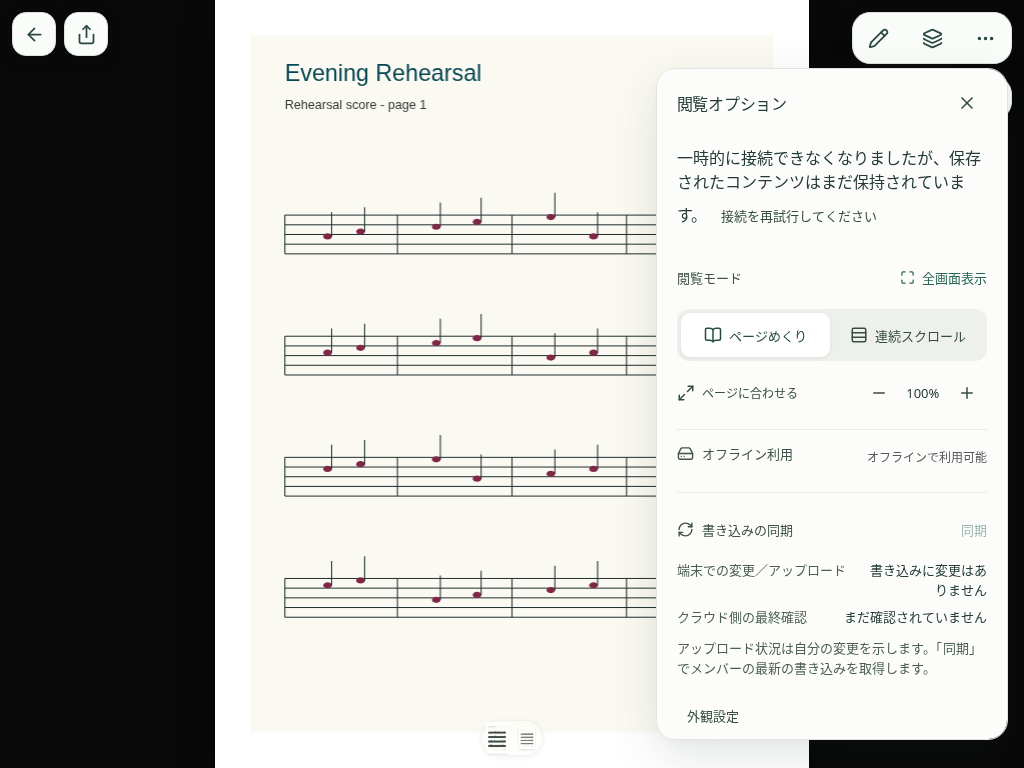 Evening Rehearsal
Rehearsal score - page 1
閲覧オプション
一時的に接続できなくなりましたが、保存
されたコンテンツはまだ保持されていま
す。 接続を再試行してください
閲覧モード 全画面表示
ページめくり 連続スクロール
ページに合わせる 100%
オフライン利用 オフラインで利用可能
書き込みの同期 同期
端末での変更／アップロード 書き込みに変更はあ
りません
クラウド側の最終確認 まだ確認されていません
アップロード状況は自分の変更を示します。「同期」
でメンバーの最新の書き込みを取得します。
外観設定